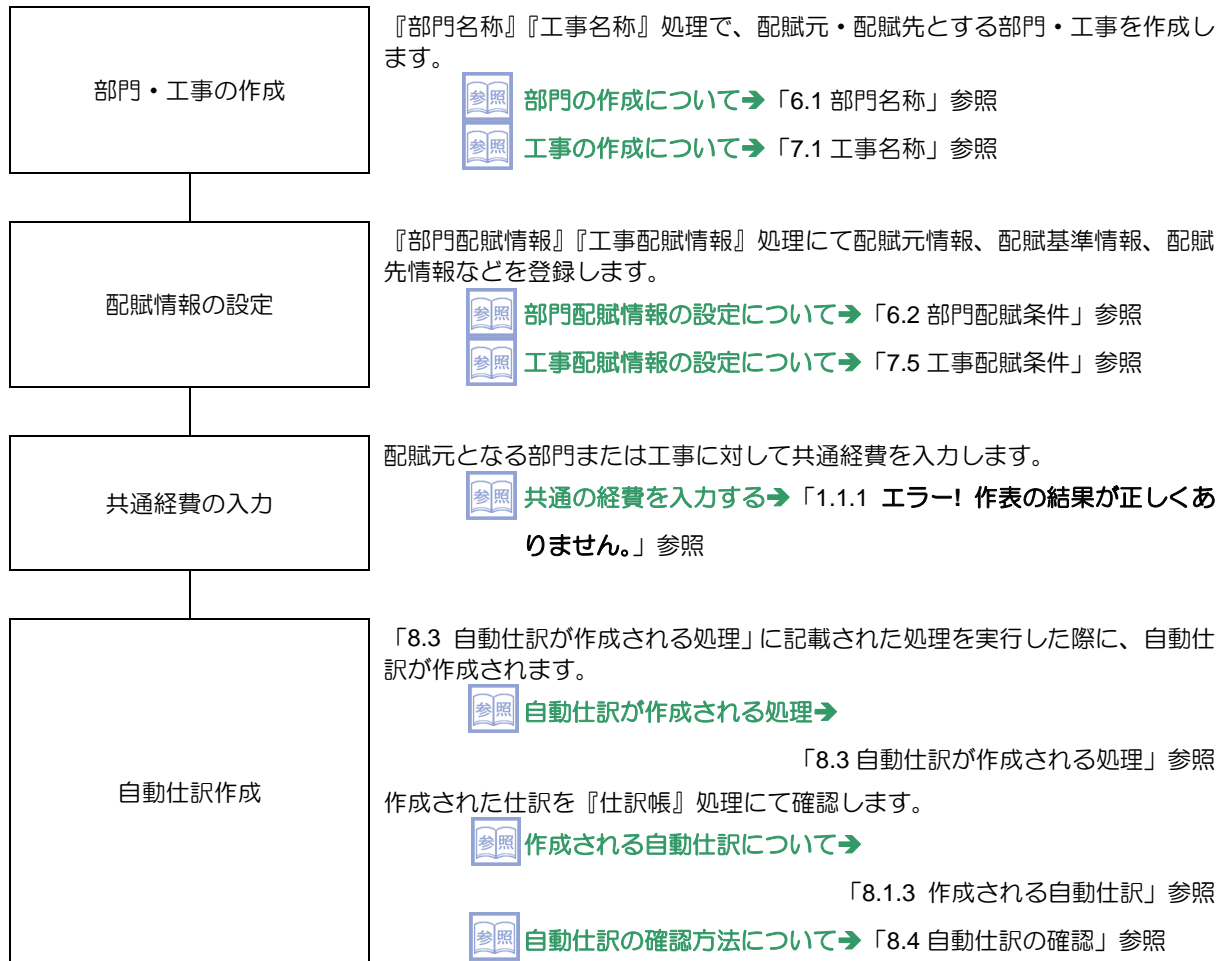 部門・工事の作成
『部門名称』『工事名称』処理で、配賦元・配賦先とする部門・工事を作成し
ます。
参照 部門の作成について➔「6.1 部門名称」参照
参照 工事の作成について➔「7.1 工事名称」参照
配賦情報の設定
『部門配賦情報』『工事配賦情報』処理にて配賦元情報、配賦基準情報、配賦
先情報などを登録します。
参照 部門配賦情報の設定について➔「6.2 部門配賦条件」参照
参照 工事配賦情報の設定について➔「7.5 工事配賦条件」参照
共通経費の入力
配賦元となる部門または工事に対して共通経費を入力します。
参照 共通の経費を入力する➔「1.1.1 エラー! 作表の結果が正しくあ
りません。」参照
自動仕訳作成
「8.3 自動仕訳が作成される処理」に記載された処理を実行した際に、自動仕
訳が作成されます。
参照 自動仕訳が作成される処理➔
「8.3 自動仕訳が作成される処理」参照
作成された仕訳を『仕訳帳』処理にて確認します。
参照 作成される自動仕訳について➔
「8.1.3 作成される自動仕訳」参照
参照 自動仕訳の確認方法について➔「8.4 自動仕訳の確認」参照